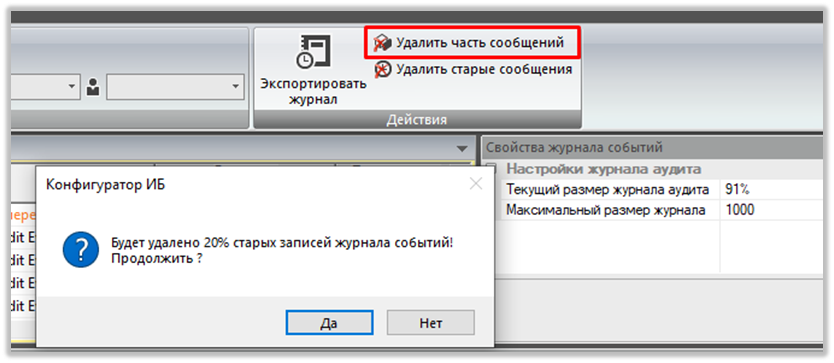 Удалить часть сообщений
Экспортировать
журнал
Удалить старые сообщения
Действия
Свойства журнала событий
Настройки журнала аудита
Текущий размер журнала аудита 91%
Максимальный размер журнала 1000
dit E
dit E
dit E
dit E
Конфигуратор ИБ
Будет удалено 20% старых записей журнала событий!
Продолжить ?
Да
Нет